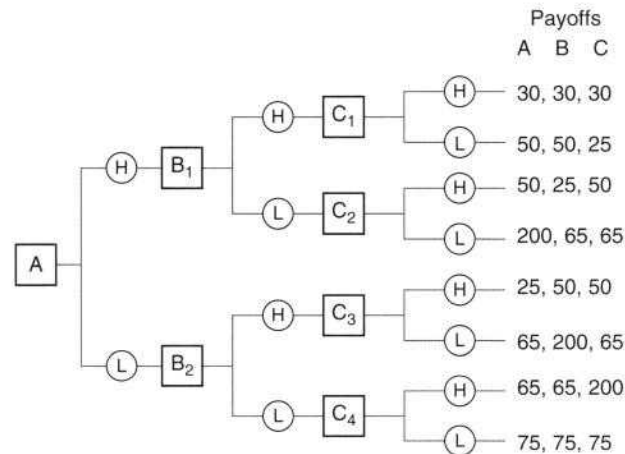 Payoffs
A B C
H 30, 30, 30
H C₁
L 50, 50, 25
H B₁
H 50, 25, 50
L C₂
L 200, 65, 65
A
H 25, 50, 50
H C₃
L 65, 200, 65
L B₂
H 65, 65, 200
L C₄
L 75, 75, 75